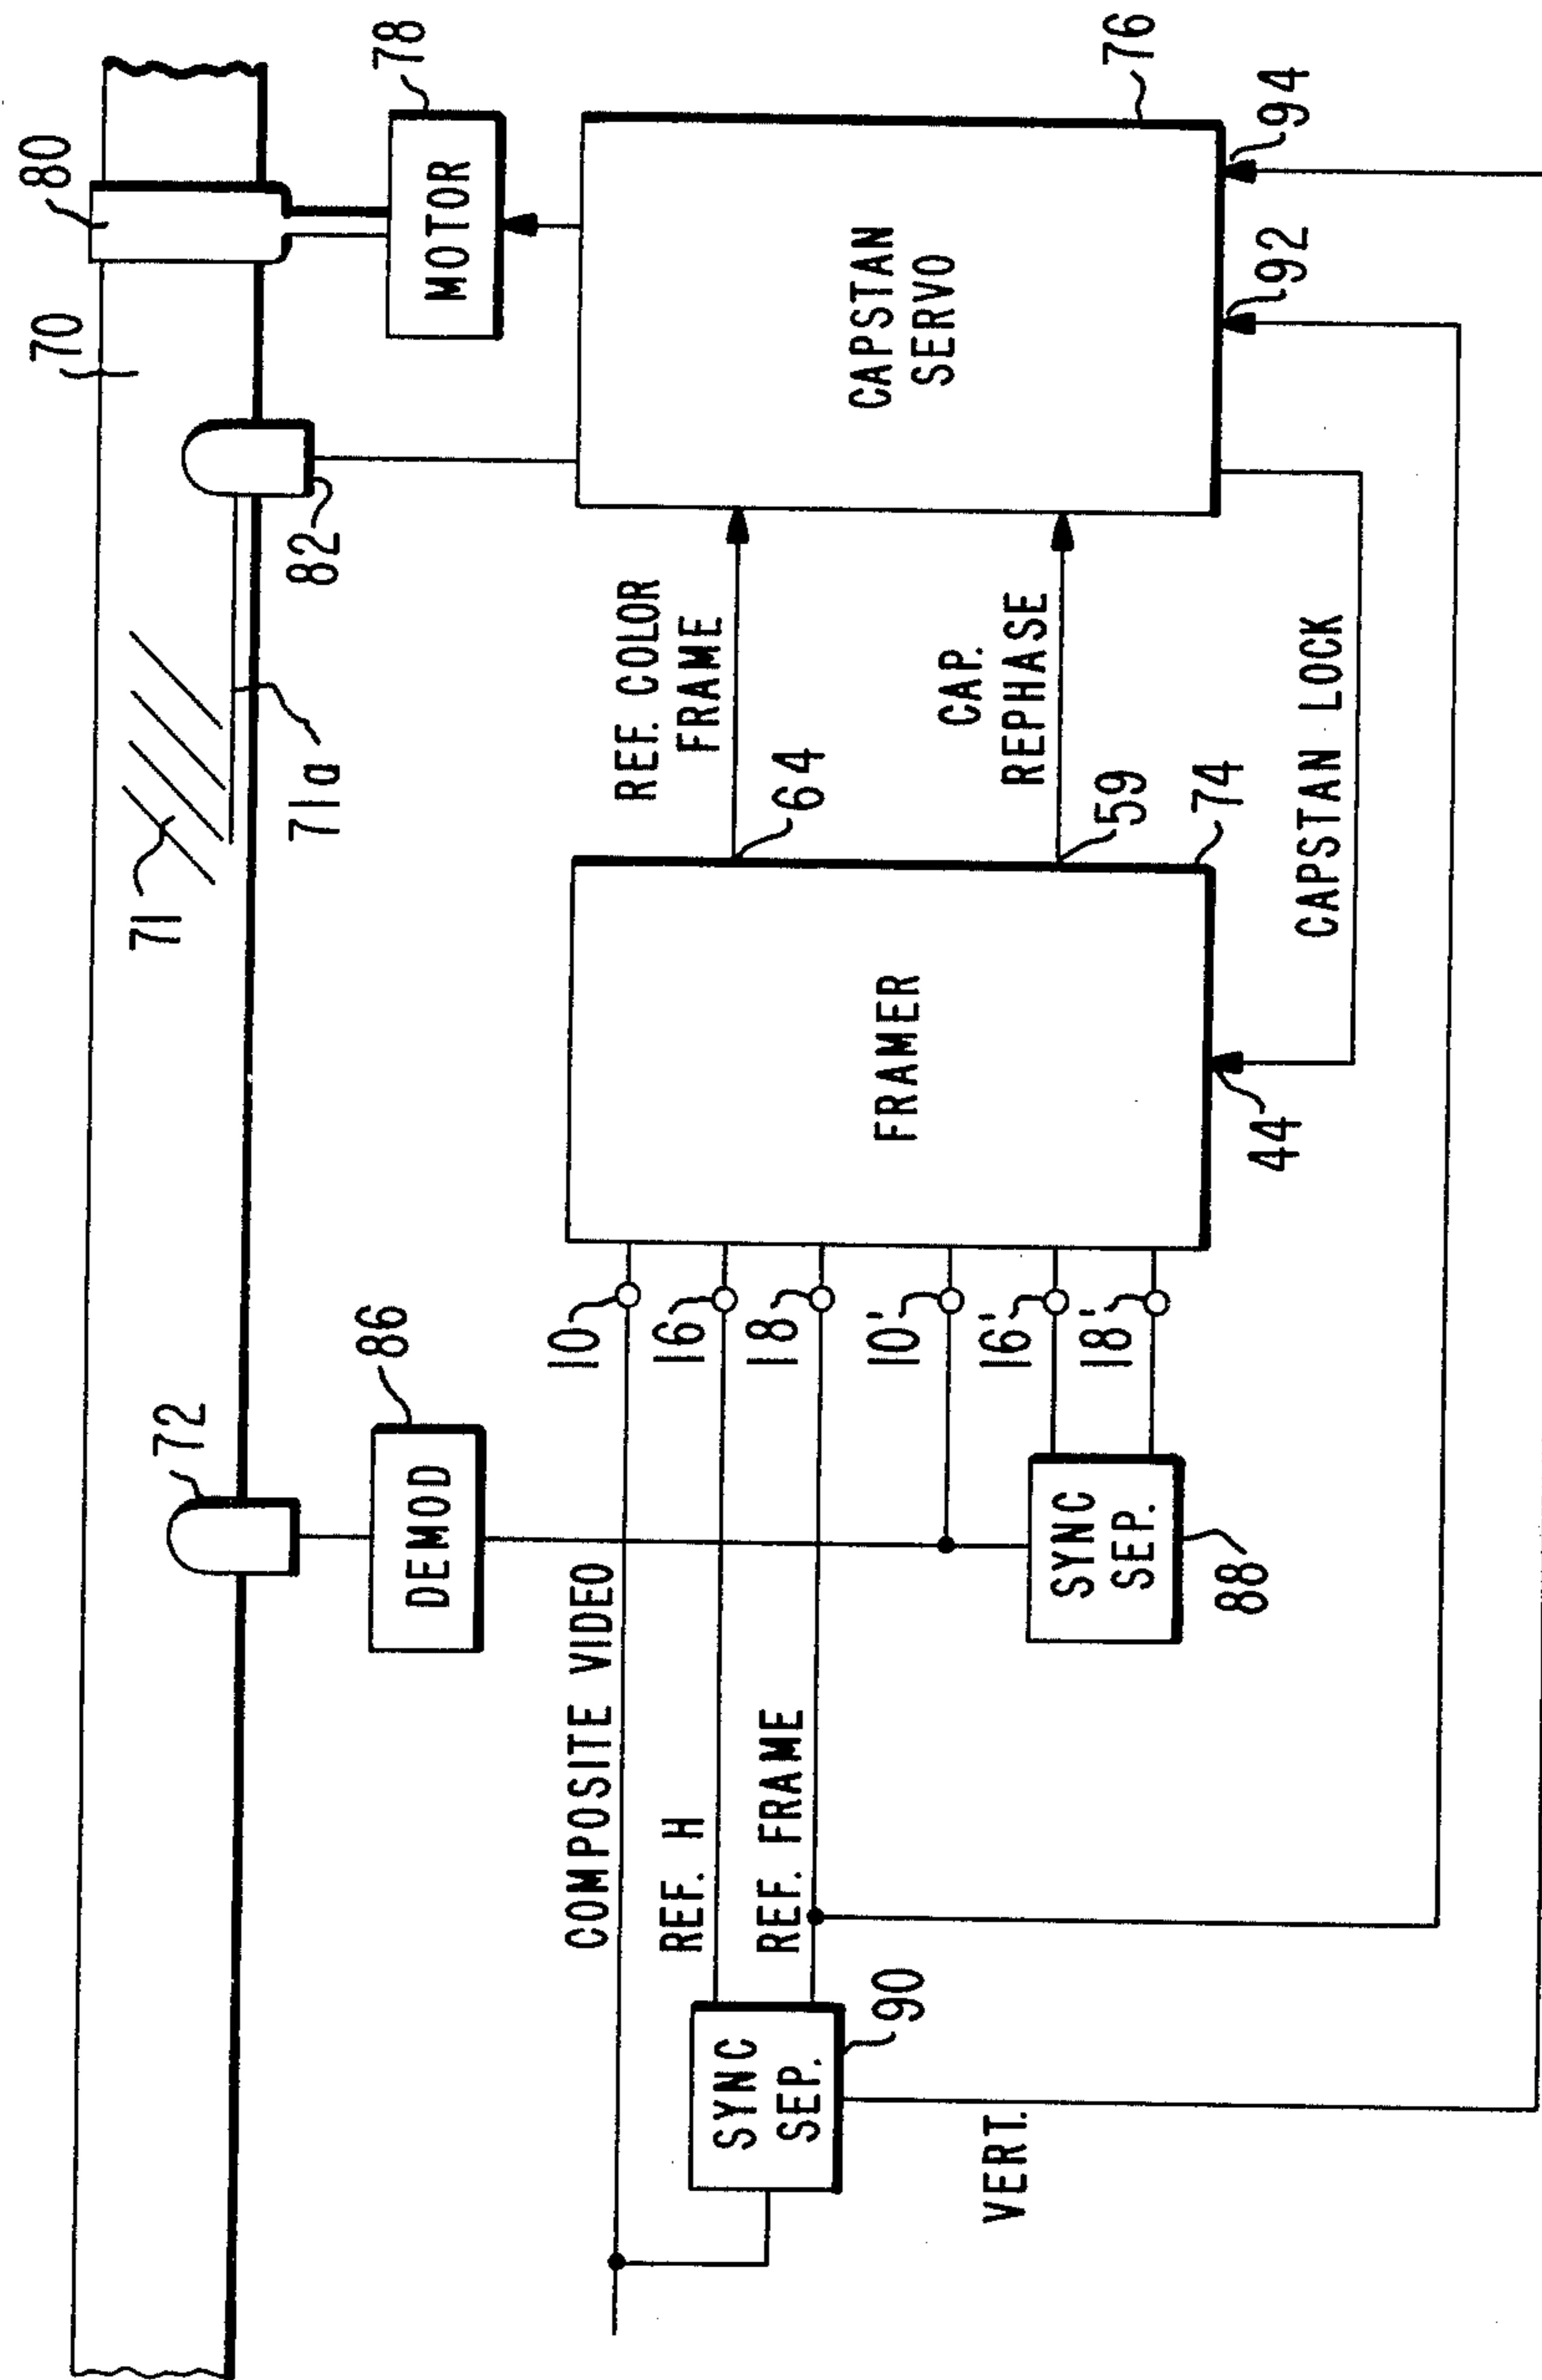 80
70
78
71
71a
82
72
86
MOTOR
DEMOD
COMPOSITE VIDEO
REF. H
REF. FRAME
SYNC
SEP.
90
VERT.
10
16
18
10'
16'
18'
SYNC
SEP.
88
FRAMER
44
REF. COLOR
FRAME
64
CAP.
REPHASE
59
74
CAPSTAN LOCK
CAPSTAN
SERVO
76
92
94